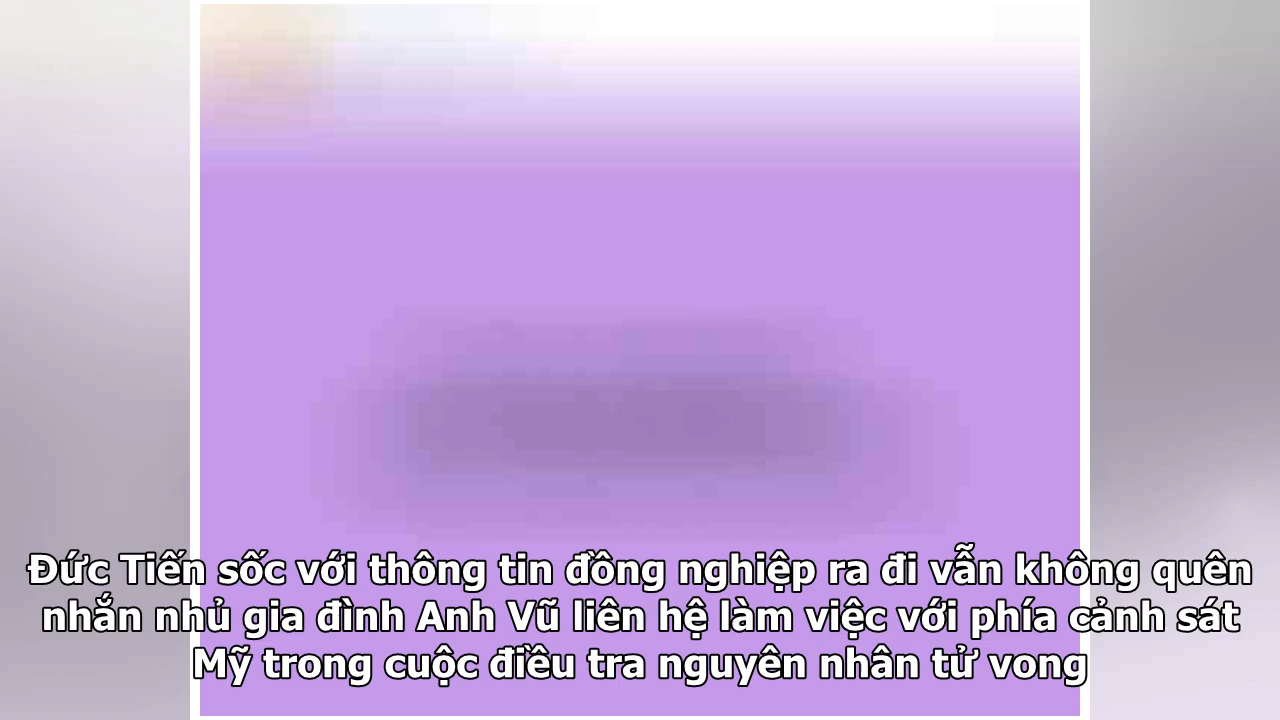 Đức Tiến sốc với thông tin đồng nghiệp ra đi vẫn không quên
nhắn nhủ gia đình Anh Vũ liên hệ làm việc với phía cảnh sát
Mỹ trong cuộc điều tra nguyên nhân tử vong